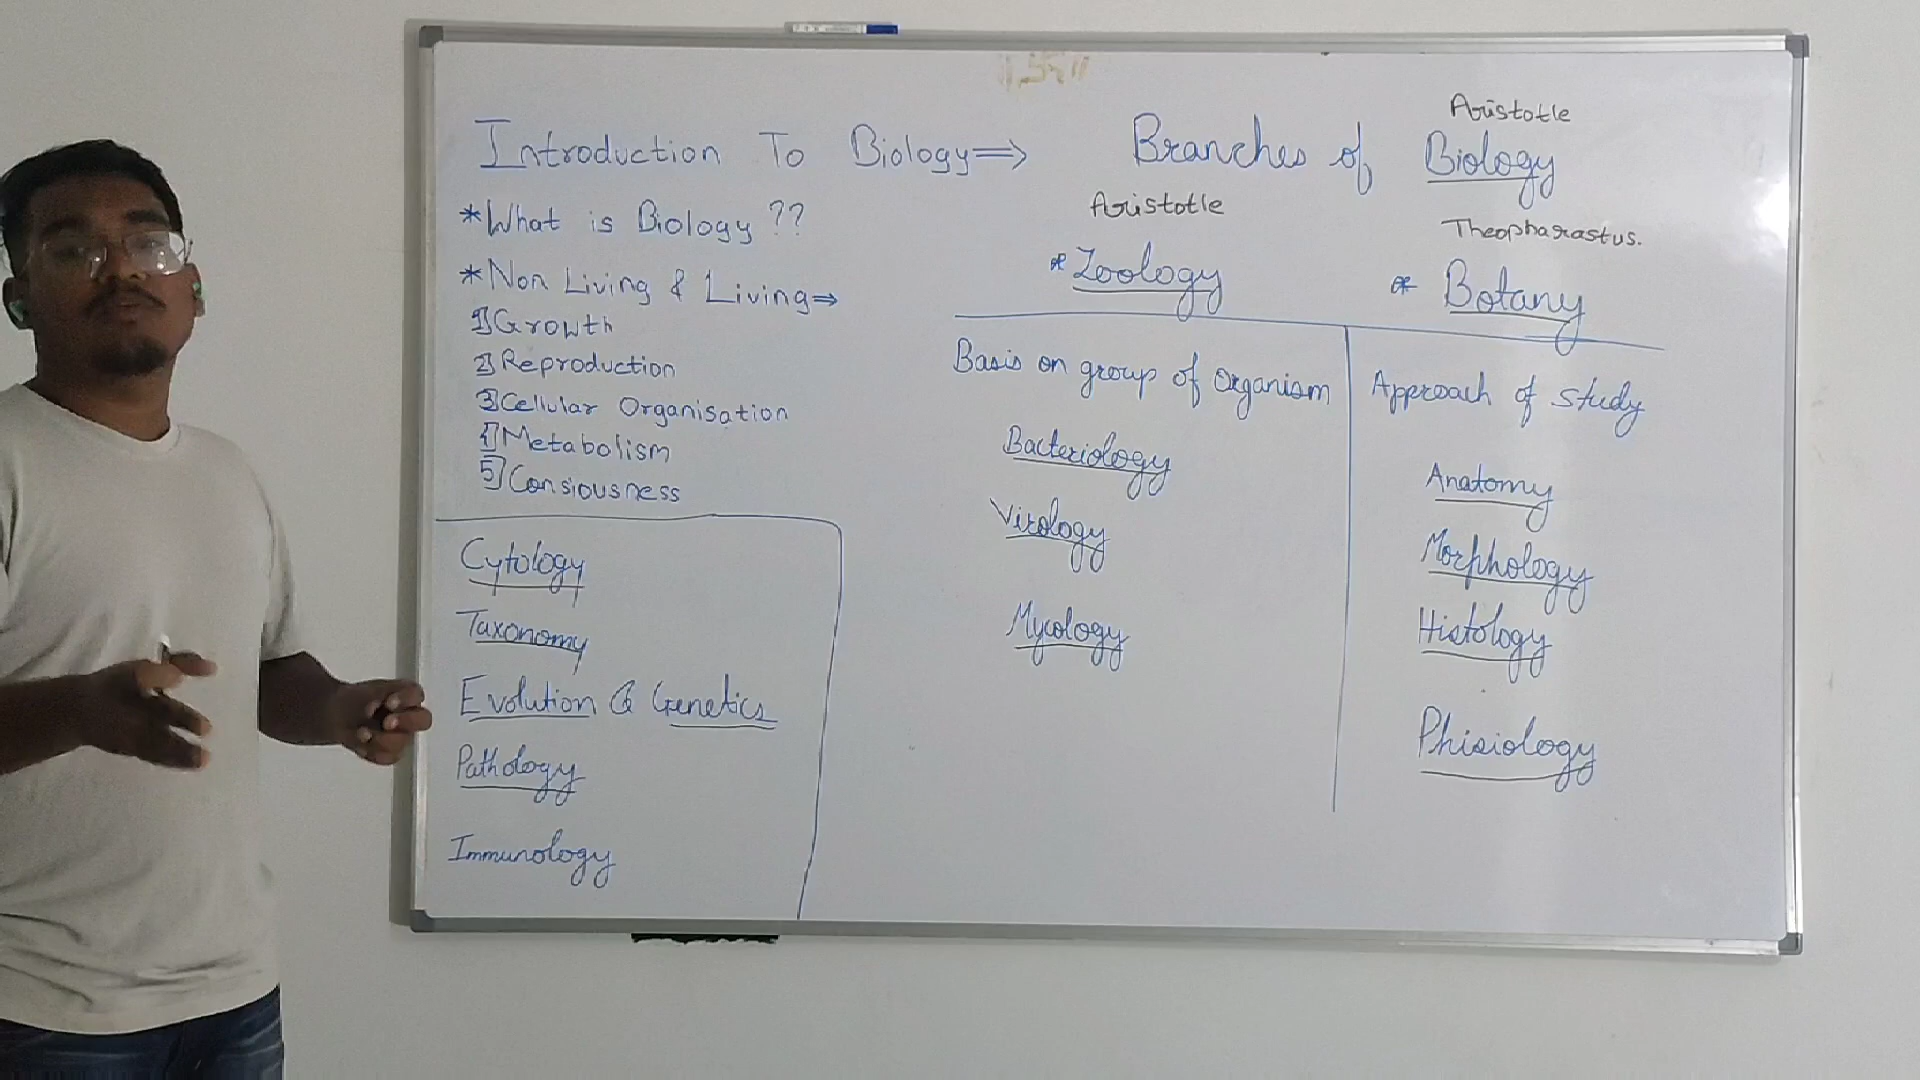 Introduction To Biology ⇒
*What is Biology ??
*Non Living & Living ⇒
1] Growth
2] Reproduction
3] Cellular Organisation
4] Metabolism
5] Consiousness
Cytology
Taxonomy
Evolution & Genetics
Pathology
Immunology
Aristotle
Branches of Biology
Aristotle
* Zoology
Theopharastus.
* Botany
Basis on group of organism
Bacteriology
Virology
Mycology
Approach of study
Anatomy
Morphology
Histology
Phisiology